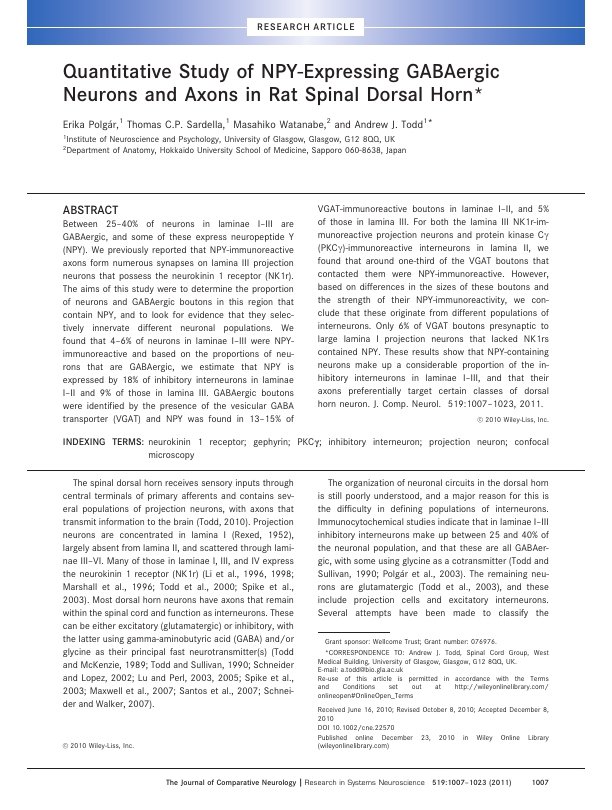 RESEARCH ARTICLE
Quantitative Study of NPY-Expressing GABAergic
Neurons and Axons in Rat Spinal Dorsal Horn*
Erika Polgár,1 Thomas C.P. Sardella,1 Masahiko Watanabe,2 and Andrew J. Todd1*
1Institute of Neuroscience and Psychology, University of Glasgow, Glasgow, G12 8QQ, UK
2Department of Anatomy, Hokkaido University School of Medicine, Sapporo 060-8638, Japan
ABSTRACT
Between 25–40% of neurons in laminae I–III are
GABAergic, and some of these express neuropeptide Y
(NPY). We previously reported that NPY-immunoreactive
axons form numerous synapses on lamina III projection
neurons that possess the neurokinin 1 receptor (NK1r).
The aims of this study were to determine the proportion
of neurons and GABAergic boutons in this region that
contain NPY, and to look for evidence that they selec-
tively innervate different neuronal populations. We
found that 4–6% of neurons in laminae I–III were NPY-
immunoreactive and based on the proportions of neu-
rons that are GABAergic, we estimate that NPY is
expressed by 18% of inhibitory interneurons in laminae
I–II and 9% of those in lamina III. GABAergic boutons
were identified by the presence of the vesicular GABA
transporter (VGAT) and NPY was found in 13–15% of
VGAT-immunoreactive boutons in laminae I–II, and 5%
of those in lamina III. For both the lamina III NK1r-im-
munoreactive projection neurons and protein kinase Cγ
(PKCγ)-immunoreactive interneurons in lamina II, we
found that around one-third of the VGAT boutons that
contacted them were NPY-immunoreactive. However,
based on differences in the sizes of these boutons and
the strength of their NPY-immunoreactivity, we con-
clude that these originate from different populations of
interneurons. Only 6% of VGAT boutons presynaptic to
large lamina I projection neurons that lacked NK1rs
contained NPY. These results show that NPY-containing
neurons make up a considerable proportion of the in-
hibitory interneurons in laminae I–III, and that their
axons preferentially target certain classes of dorsal
horn neuron. J. Comp. Neurol. 519:1007–1023, 2011.
© 2010 Wiley-Liss, Inc.
INDEXING TERMS: neurokinin 1 receptor; gephyrin; PKCγ; inhibitory interneuron; projection neuron; confocal
microscopy
The spinal dorsal horn receives sensory inputs through
central terminals of primary afferents and contains sev-
eral populations of projection neurons, with axons that
transmit information to the brain (Todd, 2010). Projection
neurons are concentrated in lamina I (Rexed, 1952),
largely absent from lamina II, and scattered through lami-
nae III–VI. Many of those in laminae I, III, and IV express
the neurokinin 1 receptor (NK1r) (Li et al., 1996, 1998;
Marshall et al., 1996; Todd et al., 2000; Spike et al.,
2003). Most dorsal horn neurons have axons that remain
within the spinal cord and function as interneurons. These
can be either excitatory (glutamatergic) or inhibitory, with
the latter using gamma-aminobutyric acid (GABA) and/or
glycine as their principal fast neurotransmitter(s) (Todd
and McKenzie, 1989; Todd and Sullivan, 1990; Schneider
and Lopez, 2002; Lu and Perl, 2003, 2005; Spike et al.,
2003; Maxwell et al., 2007; Santos et al., 2007; Schnei-
der and Walker, 2007).
© 2010 Wiley-Liss, Inc.
The organization of neuronal circuits in the dorsal horn
is still poorly understood, and a major reason for this is
the difficulty in defining populations of interneurons.
Immunocytochemical studies indicate that in laminae I–III
inhibitory interneurons make up between 25 and 40% of
the neuronal population, and that these are all GABAer-
gic, with some using glycine as a cotransmitter (Todd and
Sullivan, 1990; Polgár et al., 2003). The remaining neu-
rons are glutamatergic (Todd et al., 2003), and these
include projection cells and excitatory interneurons.
Several attempts have been made to classify the
Grant sponsor: Wellcome Trust; Grant number: 076976.
*CORRESPONDENCE TO: Andrew J. Todd, Spinal Cord Group, West
Medical Building, University of Glasgow, Glasgow, G12 8QQ, UK.
E-mail: a.todd@bio.gla.ac.uk
Re-use of this article is permitted in accordance with the Terms
and Conditions set out at http://wileyonlinelibrary.com/
onlineopen#OnlineOpen_Terms
Received June 16, 2010; Revised October 8, 2010; Accepted December 8,
2010
DOI 10.1002/cne.22570
Published online December 23, 2010 in Wiley Online Library
(wileyonlinelibrary.com)
The Journal of Comparative Neurology | Research in Systems Neuroscience 519:1007–1023 (2011) 1007